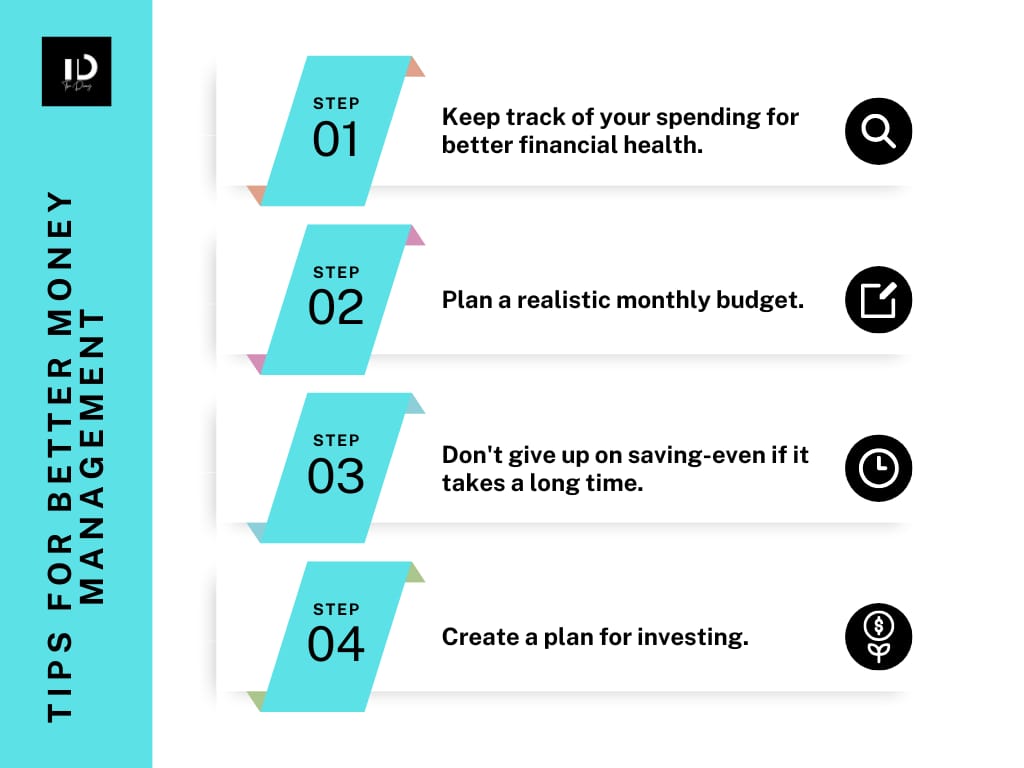 TIPS FOR BETTER MONEY
MANAGEMENT
STEP
01
Keep track of your spending for
better financial health.
STEP
02
Plan a realistic monthly budget.
STEP
03
Don't give up on saving-even if it
takes a long time.
STEP
04
Create a plan for investing.
$